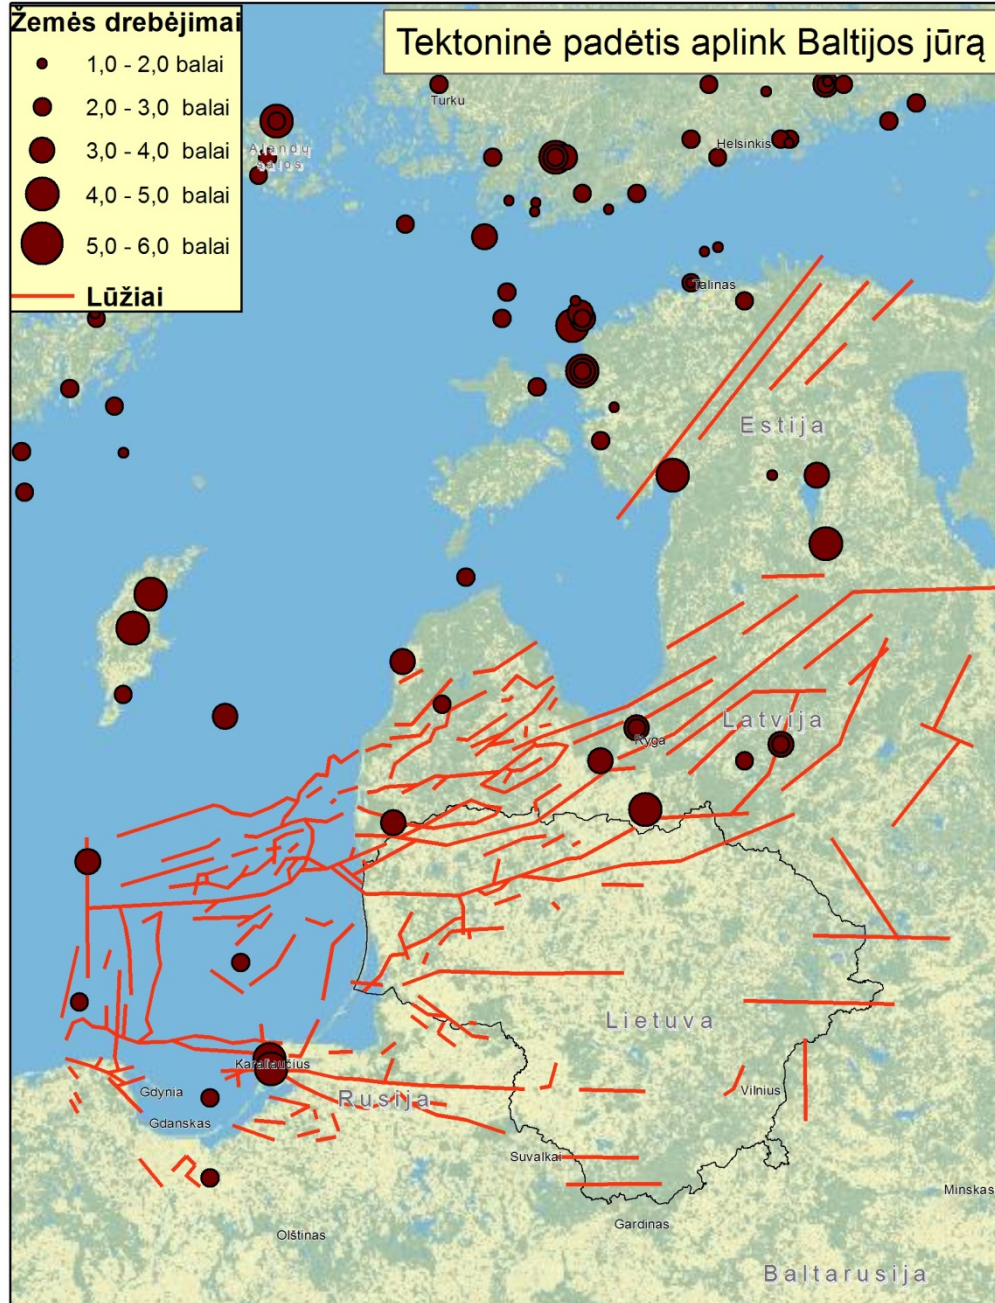 Žemės drebėjimai
1,0 - 2,0 balai
2,0 - 3,0 balai
3,0 - 4,0 balai
4,0 - 5,0 balai
5,0 - 6,0 balai
Lūžiai
Tektoninė padėtis aplink Baltijos jūrą
Turku
Alandų
salos
Helsinkis
Talinas
Estija
Latvija
Ryga
Lietuva
Karaliaučius
Gdynia
Rusija
Vilnius
Gdanskas
Suvalkai
Minskas
Gardinas
Olštinas
Baltarusija